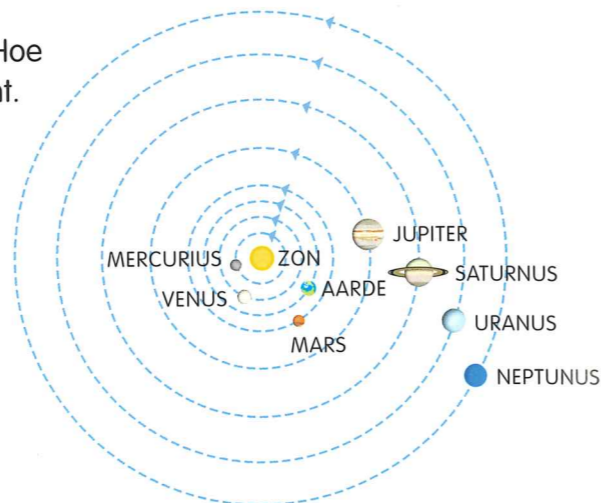 Hoe
nt.
JUPITER
MERCURIUS
ZON
SATURNUS
VENUS
AARDE
URANUS
MARS
NEPTUNUS